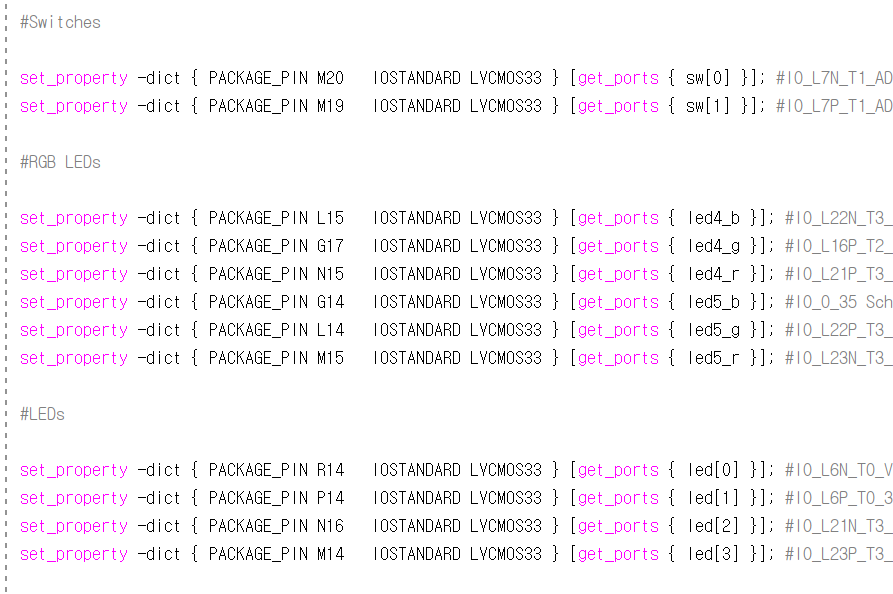 #Switches
set_property -dict { PACKAGE_PIN M20   IOSTANDARD LVCMOS33 } [get_ports { sw[0] }]; #IO_L7N_T1_AD
set_property -dict { PACKAGE_PIN M19   IOSTANDARD LVCMOS33 } [get_ports { sw[1] }]; #IO_L7P_T1_AD
#RGB LEDs
set_property -dict { PACKAGE_PIN L15   IOSTANDARD LVCMOS33 } [get_ports { led4_b }]; #IO_L22N_T3_
set_property -dict { PACKAGE_PIN G17   IOSTANDARD LVCMOS33 } [get_ports { led4_g }]; #IO_L16P_T2_
set_property -dict { PACKAGE_PIN N15   IOSTANDARD LVCMOS33 } [get_ports { led4_r }]; #IO_L21P_T3_
set_property -dict { PACKAGE_PIN G14   IOSTANDARD LVCMOS33 } [get_ports { led5_b }]; #IO_0_35 Sch
set_property -dict { PACKAGE_PIN L14   IOSTANDARD LVCMOS33 } [get_ports { led5_g }]; #IO_L22P_T3_
set_property -dict { PACKAGE_PIN M15   IOSTANDARD LVCMOS33 } [get_ports { led5_r }]; #IO_L23N_T3_
#LEDs
set_property -dict { PACKAGE_PIN R14   IOSTANDARD LVCMOS33 } [get_ports { led[0] }]; #IO_L6N_T0_V
set_property -dict { PACKAGE_PIN P14   IOSTANDARD LVCMOS33 } [get_ports { led[1] }]; #IO_L6P_T0_3
set_property -dict { PACKAGE_PIN N16   IOSTANDARD LVCMOS33 } [get_ports { led[2] }]; #IO_L21N_T3_
set_property -dict { PACKAGE_PIN M14   IOSTANDARD LVCMOS33 } [get_ports { led[3] }]; #IO_L23P_T3_